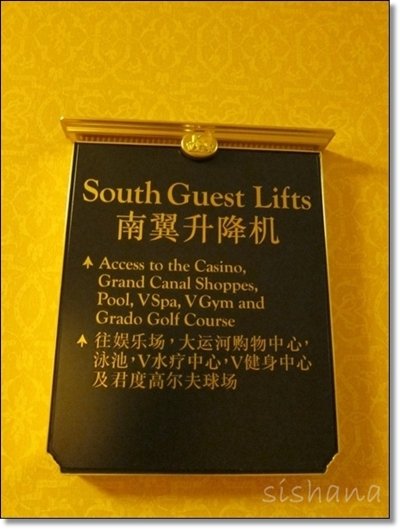 South Guest Lifts
南翼升降机
Access to the Casino,
Grand Canal Shoppes,
Pool, VSpa, VGym and
Grado Golf Course
往娱乐场，大运河购物中心，
泳池，V水疗中心，V健身中心
及君度高尔夫球场
sishana